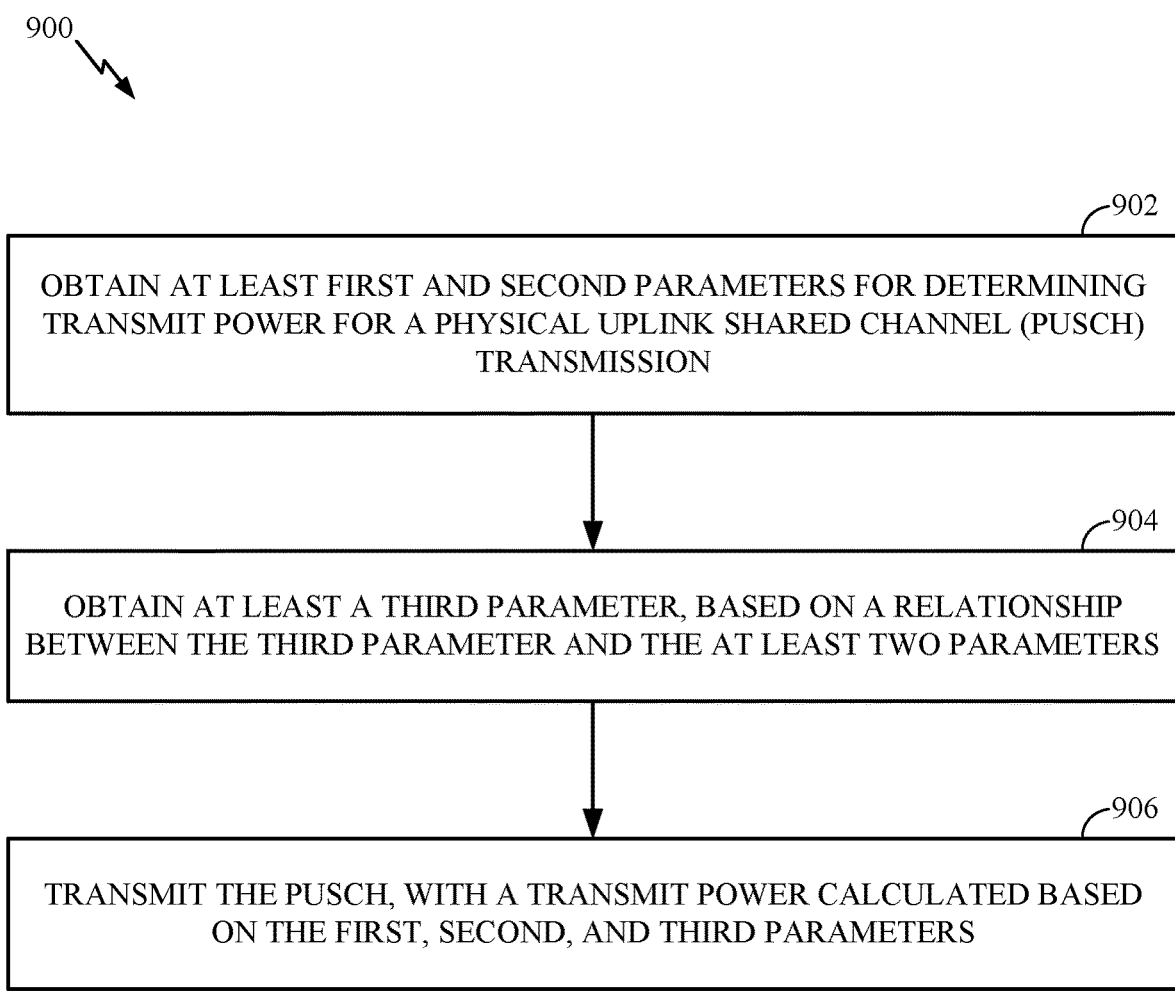 900
902
OBTAIN AT LEAST FIRST AND SECOND PARAMETERS FOR DETERMINING
TRANSMIT POWER FOR A PHYSICAL UPLINK SHARED CHANNEL (PUSCH)
TRANSMISSION
904
OBTAIN AT LEAST A THIRD PARAMETER, BASED ON A RELATIONSHIP
BETWEEN THE THIRD PARAMETER AND THE AT LEAST TWO PARAMETERS
906
TRANSMIT THE PUSCH, WITH A TRANSMIT POWER CALCULATED BASED
ON THE FIRST, SECOND, AND THIRD PARAMETERS